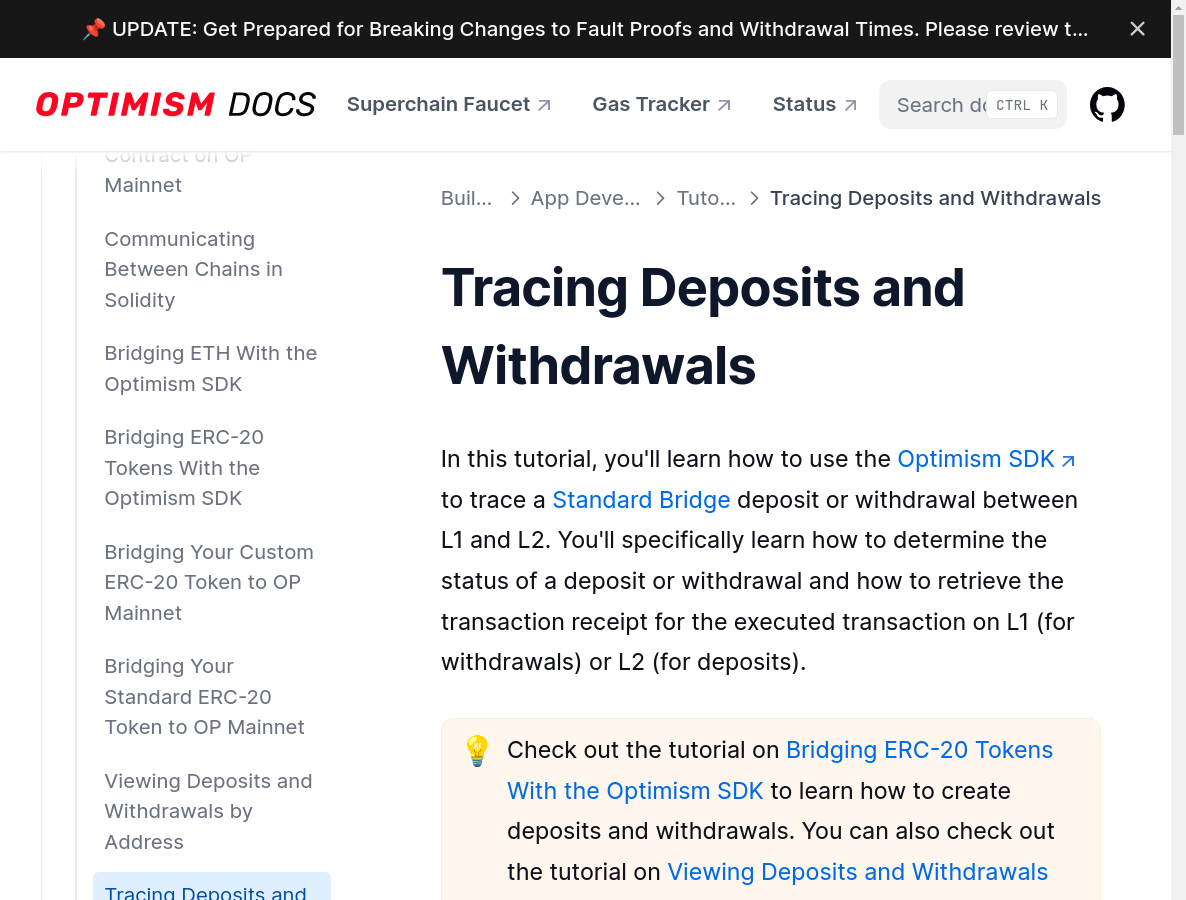 📌 UPDATE: Get Prepared for Breaking Changes to Fault Proofs and Withdrawal Times. Please review t...
OPTIMISM DOCS
Superchain Faucet
Gas Tracker
Status
Search do
CTRL K
Contract on OP
Mainnet
Communicating
Between Chains in
Solidity
Bridging ETH With the
Optimism SDK
Bridging ERC-20
Tokens With the
Optimism SDK
Bridging Your Custom
ERC-20 Token to OP
Mainnet
Bridging Your
Standard ERC-20
Token to OP Mainnet
Viewing Deposits and
Withdrawals by
Address
Tracing Deposits and
Buil... > App Deve... > Tuto... > Tracing Deposits and Withdrawals
Tracing Deposits and
Withdrawals
In this tutorial, you'll learn how to use the Optimism SDK
to trace a Standard Bridge deposit or withdrawal between
L1 and L2. You'll specifically learn how to determine the
status of a deposit or withdrawal and how to retrieve the
transaction receipt for the executed transaction on L1 (for
withdrawals) or L2 (for deposits).
💡 Check out the tutorial on Bridging ERC-20 Tokens
With the Optimism SDK to learn how to create
deposits and withdrawals. You can also check out
the tutorial on Viewing Deposits and Withdrawals